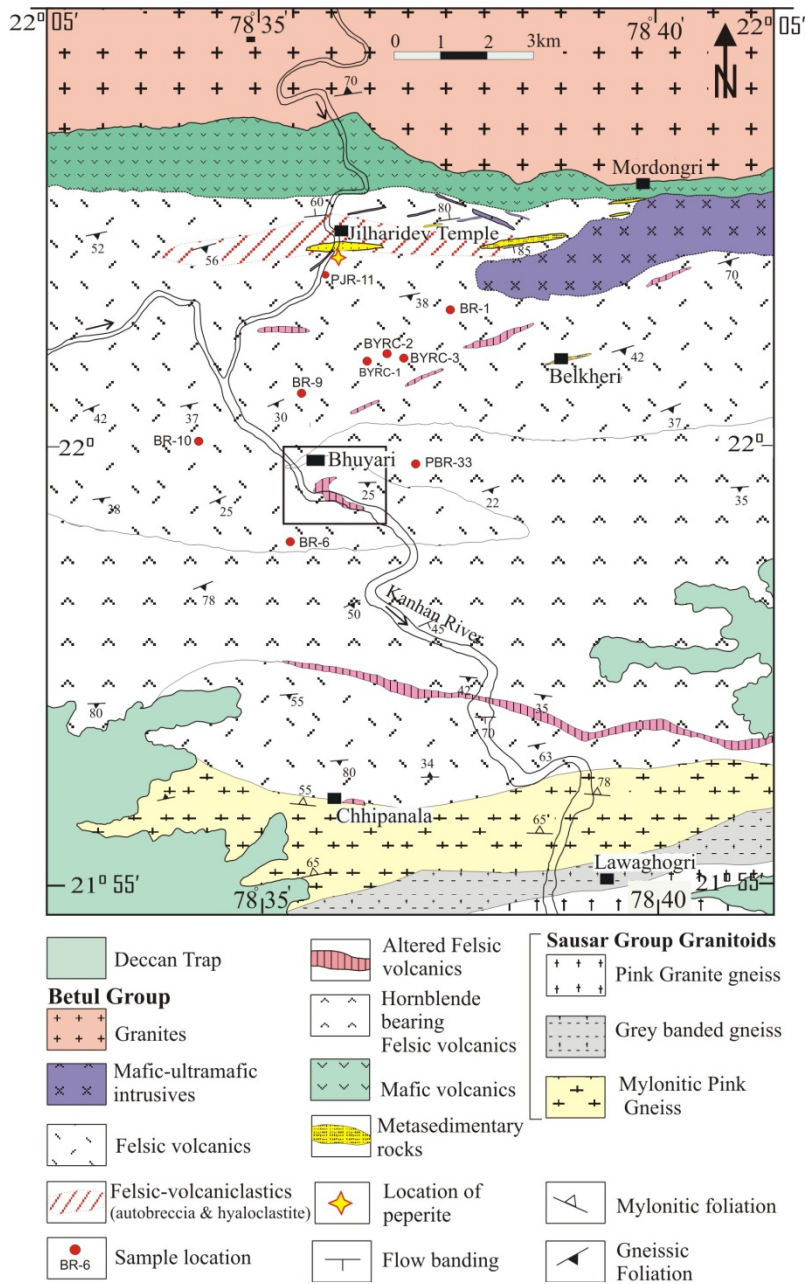 22° 05′
78° 35′
78° 40′
22° 05′
0 1 2 3km
N
70
Mordongri
60
80
Jilharidev Temple
52
56
85
70
PJR-11
38
BR-1
BYRC-2
BYRC-3
BYRC-1
Belkheri
42
BR-9
42
37
30
37
BR-10
22°
22°
Bhuyari
PBR-33
25
22
35
38
25
BR-6
78
50
Kanhan River
45
80
55
42
35
70
63
80
34
55
78
Chhipanala
65
65
Lawaghogri
21° 55′
78° 35′
78° 40′
21° 55′
Deccan Trap
Betul Group
Granites
Mafic-ultramafic
intrusives
Felsic volcanics
Felsic-volcaniclastics
(autobreccia & hyaloclastite)
BR-6
Sample location
Altered Felsic
volcanics
Hornblende
bearing
Felsic volcanics
Mafic volcanics
Metasedimentary
rocks
Location of
peperite
Flow banding
Sausar Group Granitoids
Pink Granite gneiss
Grey banded gneiss
Mylonitic Pink
Gneiss
Mylonitic foliation
Gneissic
Foliation